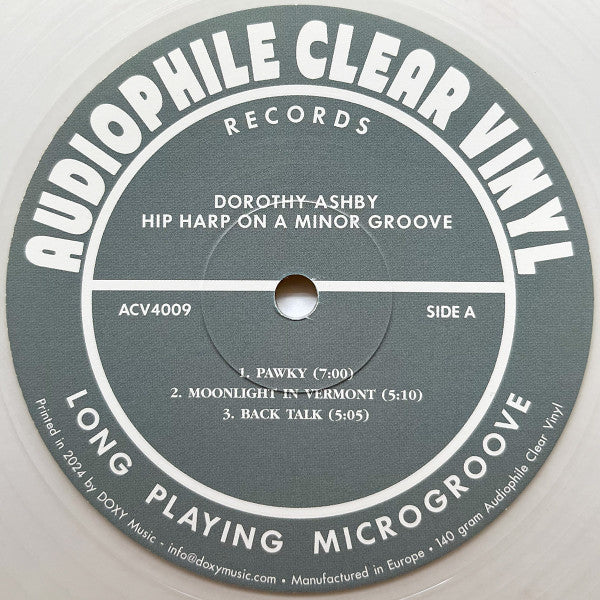 AUDIOPHILE CLEAR VINYL
RECORDS
DOROTHY ASHBY
HIP HARP ON A MINOR GROOVE
ACV4009
SIDE A
1. PAWKY (7:00)
2. MOONLIGHT IN VERMONT (5:10)
3. BACK TALK (5:05)
LONG PLAYING MICROGROOVE
Printed in 2024 by DOXY Music - info@doxymusic.com • Manufactured in Europe • 140 gram Audiophile Clear Vinyl